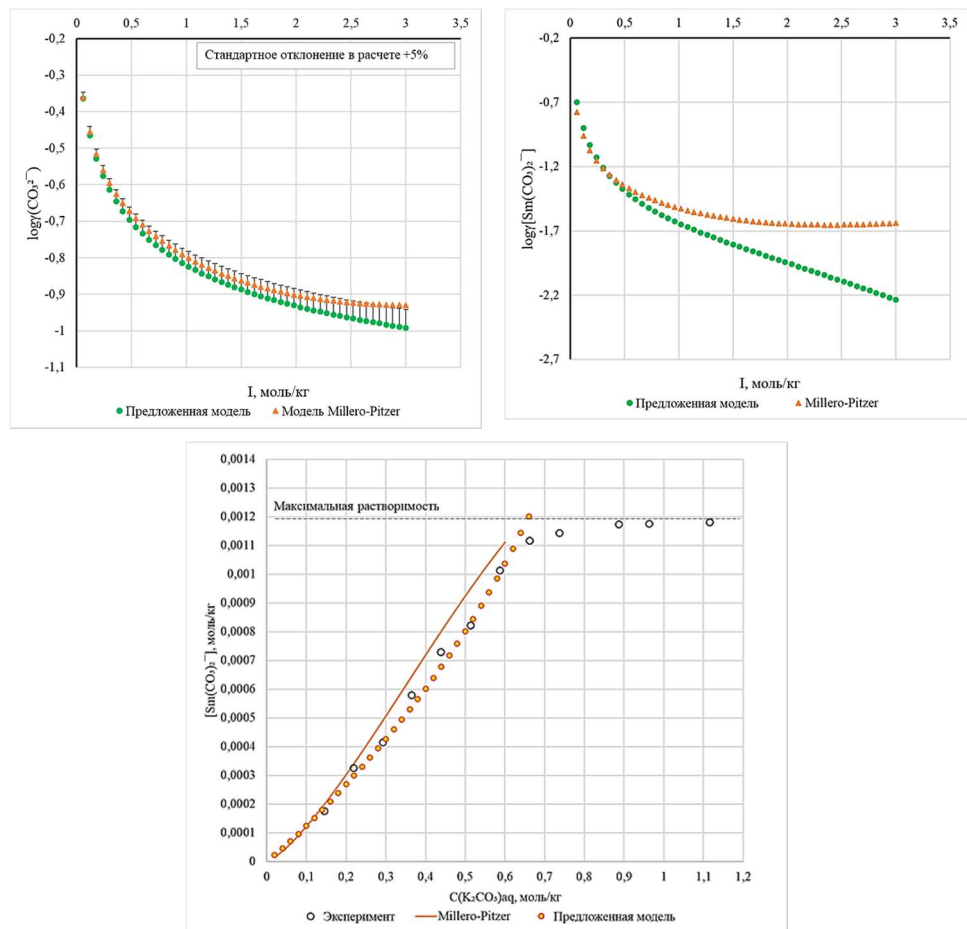 0 0,5 1 1,5 2 2,5 3 3,5
-0,2
-0,3
-0,4
-0,5
-0,6
-0,7
-0,8
-0,9
-1
-1,1
Стандартное отклонение в расчете +5%
logγ(CO₃²¯)
I, моль/кг
Предложенная модель Модель Millero-Pitzer
0 0,5 1 1,5 2 2,5 3 3,5
-0,2
-0,7
-1,2
-1,7
-2,2
-2,7
logγ[Sm(CO₃)₂¯]
I, моль/кг
Предложенная модель Millero-Pitzer
0,0014
0,0013
0,0012
0,0011
0,001
0,0009
0,0008
0,0007
0,0006
0,0005
0,0004
0,0003
0,0002
0,0001
0
Максимальная растворимость
[Sm(CO₃)₂¯], моль/кг
0 0,1 0,2 0,3 0,4 0,5 0,6 0,7 0,8 0,9 1 1,1 1,2
C(K₂CO₃)aq, моль/кг
Эксперимент Millero-Pitzer Предложенная модель